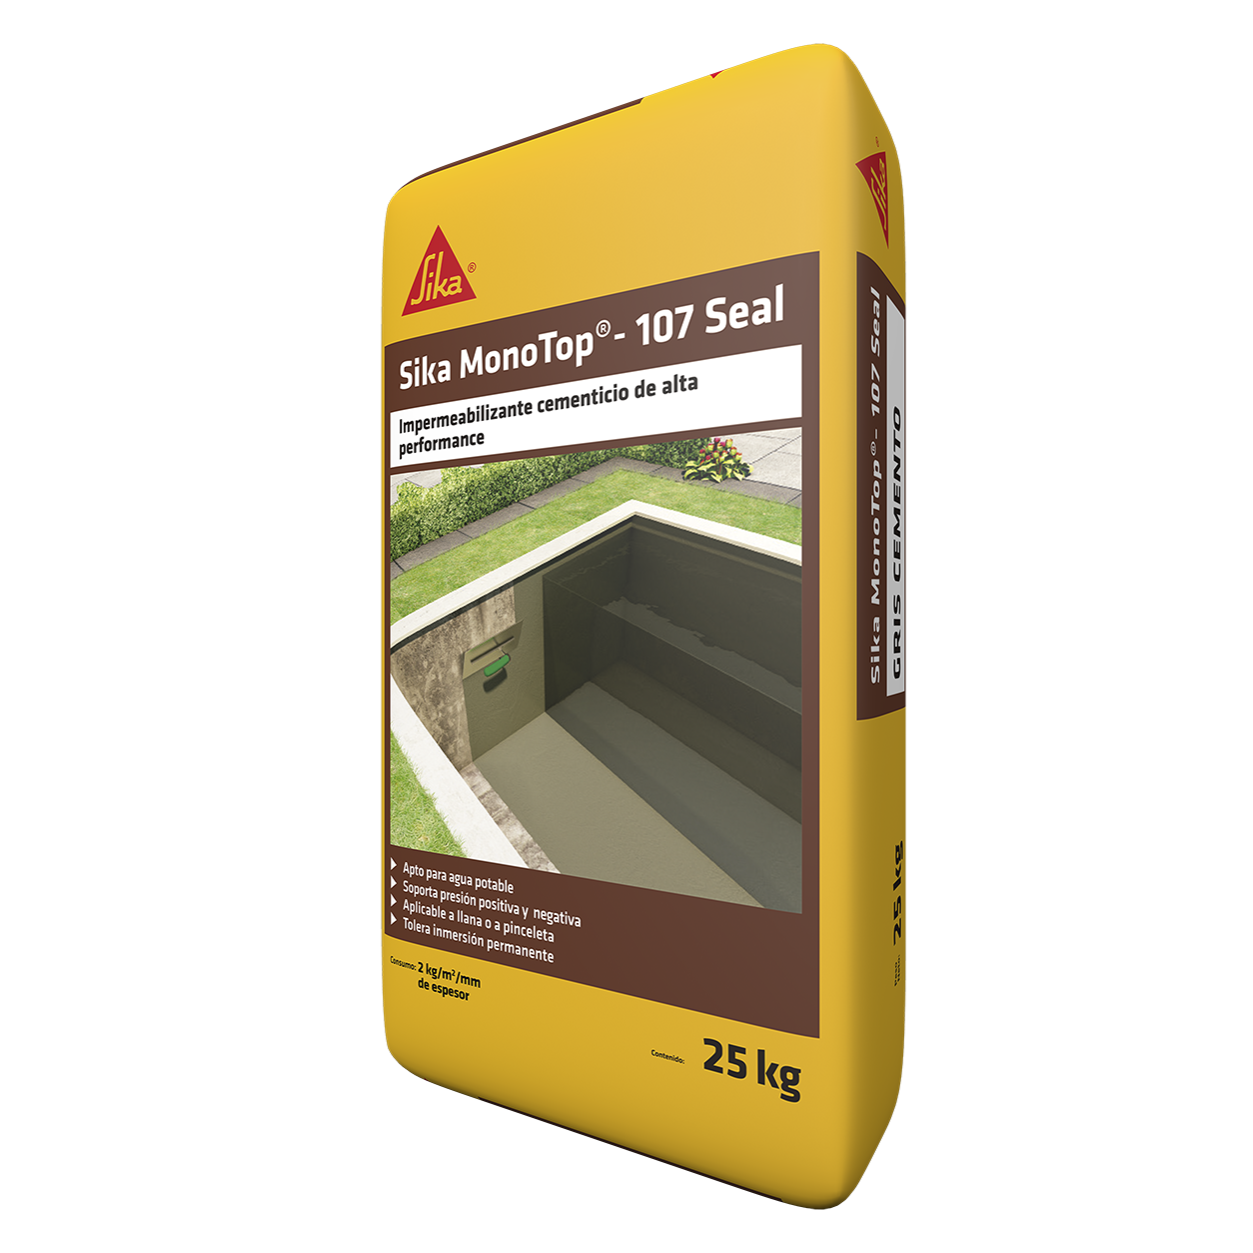 Sika®
Sika MonoTop®- 107 Seal
Impermeabilizante cementicio de alta
performance
Apto para agua potable
Soporta presión positiva y negativa
Aplicable a llana o a pinceleta
Tolera inmersión permanente
Consumo: 2 kg/m²/mm
de espesor
Contenido: 25 kg
Sika®
Sika MonoTop®- 107 Seal
GRIS CEMENTO
25 kg